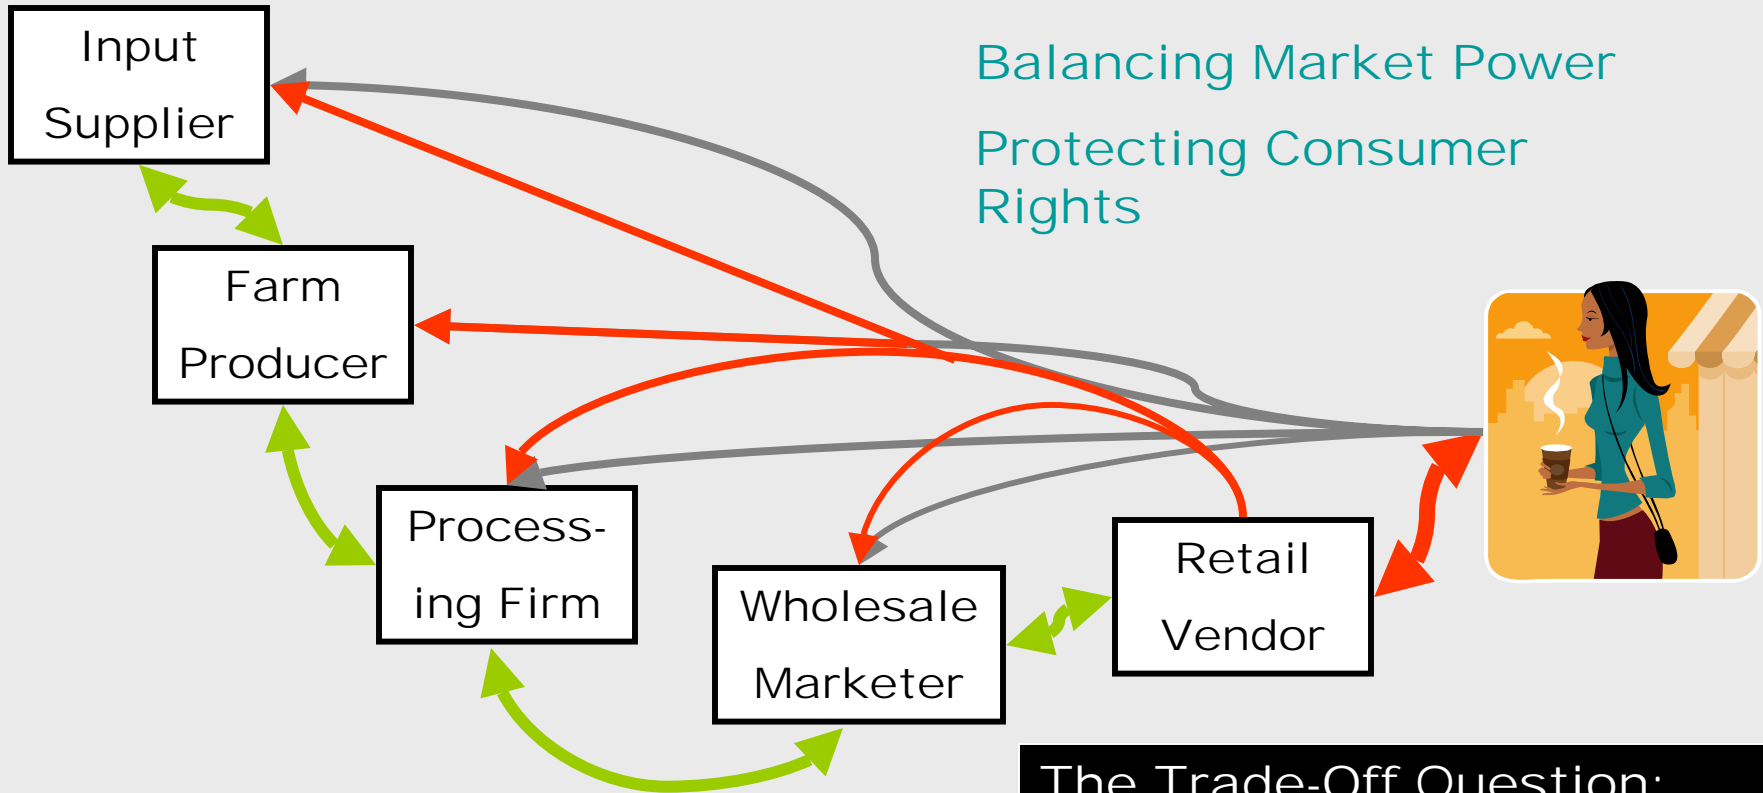 Input
Supplier
Balancing Market Power
Protecting Consumer
Rights
Farm
Producer
Process-
ing Firm
Wholesale
Marketer
Retail
Vendor
The Trade-Off Question: